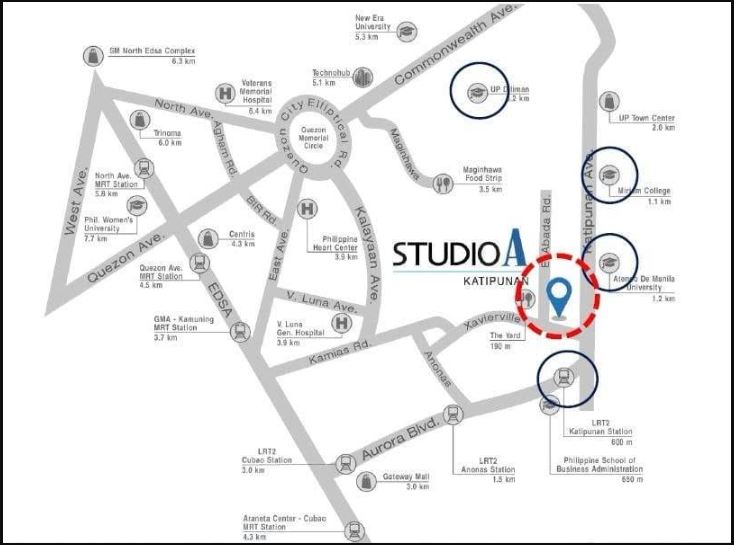 New Era
University
5.3 km
SM North Edsa Complex
6.3 km
Commonwealth Ave.
Technohub
5.1 km
Veterans
Memorial
Hospital
6.4 km
UP Diliman
.2 km
North Ave.
Quezon City Elliptical Rd.
Quezon
Memorial
Circle
UP Town Center
2.0 km
Trinoma
6.0 km
Agham Rd.
Maginhawa
North Ave.
MRT Station
5.8 km
Maginhawa
Food Strip
3.5 km
Katipunan Ave.
Miriam College
1.1 km
West Ave.
BIR Rd.
Phil. Women's
University
7.7 km
Centris
4.3 km
East Ave.
Philippine
Heart Center
3.9 km
Kalayaan Ave.
Abada Rd.
Quezon Ave.
STUDIO A
KATIPUNAN
Quezon Ave.
MRT Station
4.5 km
EDSA
Ateneo De Manila
University
1.2 km
V. Luna Ave.
GMA - Kamuning
MRT Station
3.7 km
V. Luna
Gen. Hospital
3.9 km
Xavierville
The Yard
190 m
Kamias Rd.
Anonas
LRT2
Katipunan Station
600 m
Aurora Blvd.
LRT2
Cubao Station
3.0 km
LRT2
Anonas Station
1.5 km
Philippine School of
Business Administration
650 m
Gateway Mall
3.0 km
Araneta Center - Cubao
MRT Station
4.3 km